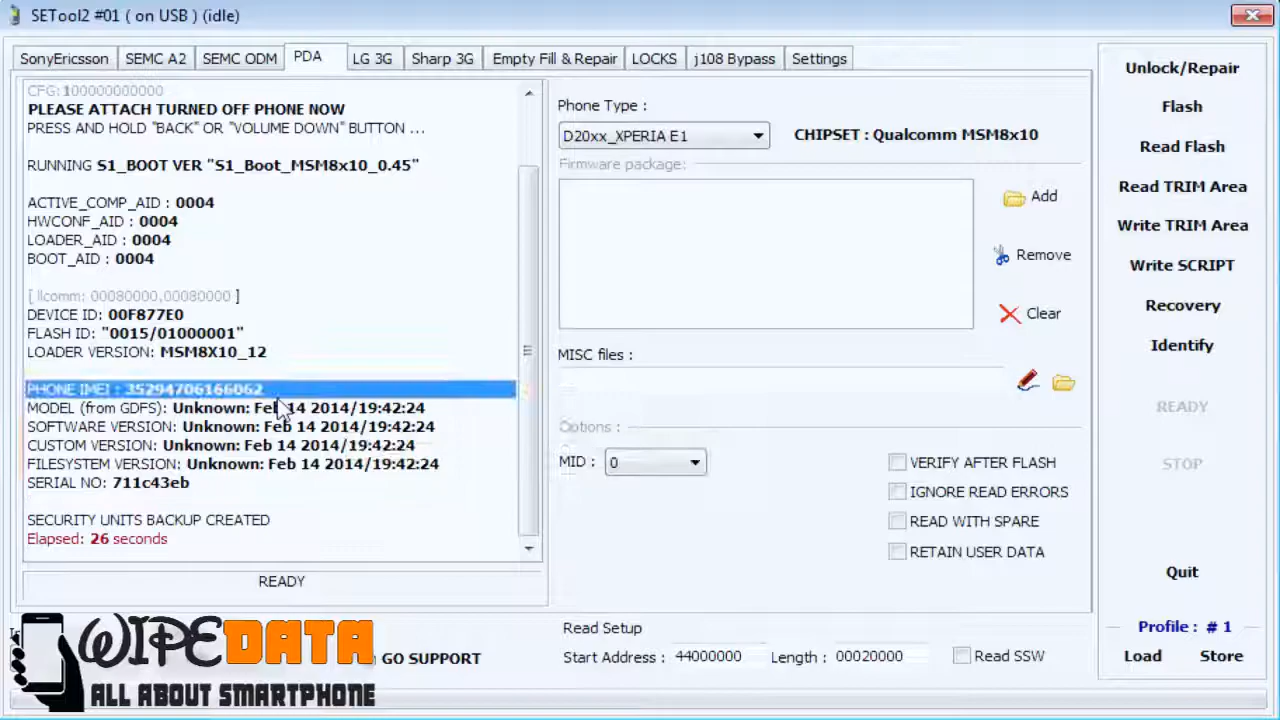 SETool2 #01 ( on USB ) (idle)
SonyEricsson SEMC A2 SEMC ODM PDA LG 3G Sharp 3G Empty Fill & Repair LOCKS j108 Bypass Settings
CFG: 100000000000
PLEASE ATTACH TURNED OFF PHONE NOW
PRESS AND HOLD "BACK" OR "VOLUME DOWN" BUTTON ...
RUNNING S1_BOOT VER "S1_Boot_MSM8x10_0.45"
ACTIVE_COMP_AID : 0004
HWCONF_AID : 0004
LOADER_AID : 0004
BOOT_AID : 0004
[ llcomm: 00080000,00080000 ]
DEVICE ID: 00F877E0
FLASH ID: "0015/01000001"
LOADER VERSION: MSM8X10_12
PHONE IMEI : 35294706166062
MODEL (from GDFS): Unknown: Feb 14 2014/19:42:24
SOFTWARE VERSION: Unknown: Feb 14 2014/19:42:24
CUSTOM VERSION: Unknown: Feb 14 2014/19:42:24
FILESYSTEM VERSION: Unknown: Feb 14 2014/19:42:24
SERIAL NO: 711c43eb
SECURITY UNITS BACKUP CREATED
Elapsed: 26 seconds
READY
Phone Type :
D20xx_XPERIA E1
CHIPSET : Qualcomm MSM8x10
Firmware package:
Add
Remove
Clear
MISC files :
Options :
MID : 0
VERIFY AFTER FLASH
IGNORE READ ERRORS
READ WITH SPARE
RETAIN USER DATA
Unlock/Repair
Flash
Read Flash
Read TRIM Area
Write TRIM Area
Write SCRIPT
Recovery
Identify
READY
STOP
Quit
Profile : # 1
Load Store
Read Setup
Start Address : 44000000 Length : 00020000 Read SSW
GO SUPPORT
WIPEDATA
ALL ABOUT SMARTPHONE